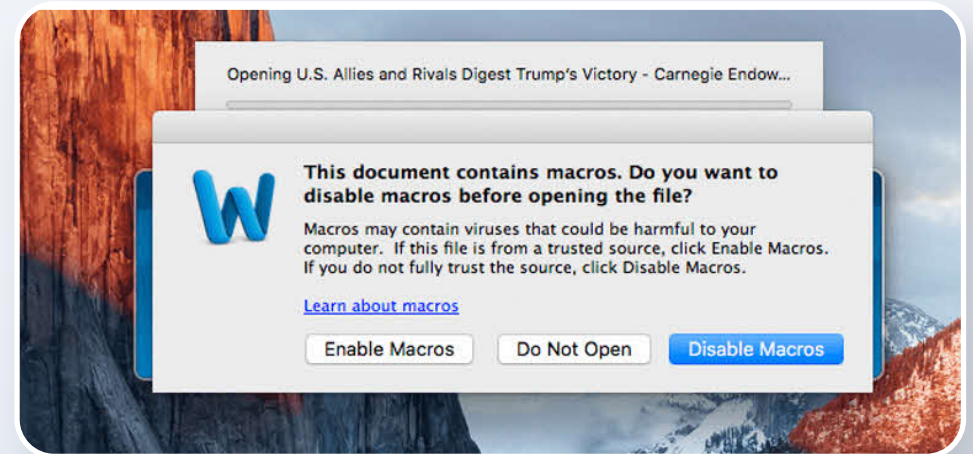 Opening U.S. Allies and Rivals Digest Trump's Victory - Carnegie Endow...
This document contains macros. Do you want to
disable macros before opening the file?
Macros may contain viruses that could be harmful to your
computer.  If this file is from a trusted source, click Enable Macros.
If you do not fully trust the source, click Disable Macros.
Learn about macros
Enable Macros
Do Not Open
Disable Macros